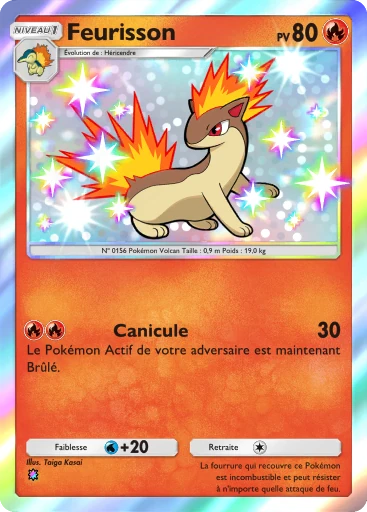 NIVEAU 1
Feurisson
PV 80
Évolution de : Héricendre
N° 0156 Pokémon Volcan Taille : 0,9 m Poids : 19,0 kg
Canicule 30
Le Pokémon Actif de votre adversaire est maintenant
Brûlé.
Faiblesse +20
Retraite
Illus. Taiga Kasai
La fourrure qui recouvre ce Pokémon
est incombustible et peut résister
à n'importe quelle attaque de feu.